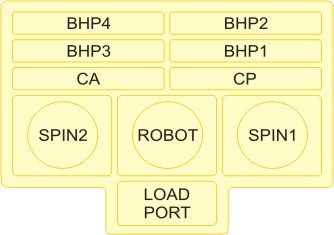 BHP4 BHP2
BHP3 BHP1
CA CP
SPIN2 ROBOT SPIN1
LOAD
PORT